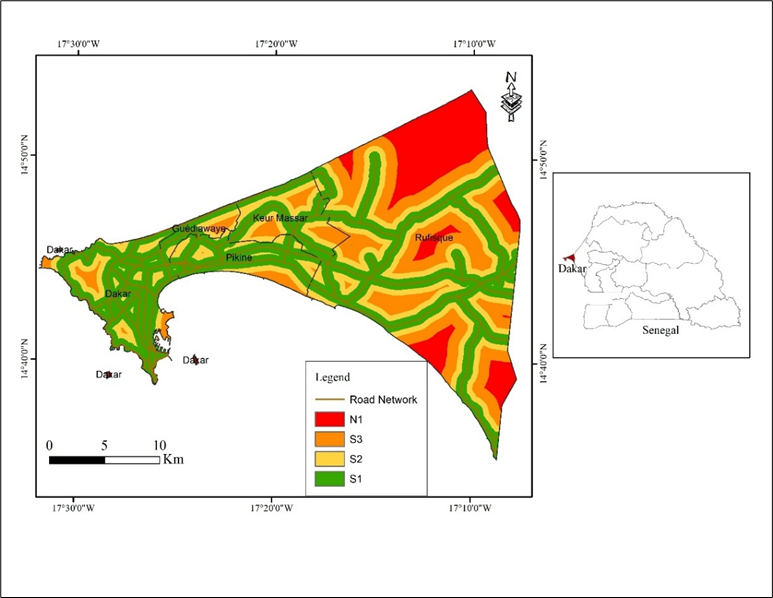 17°30'0"W 17°20'0"W 17°10'0"W
N
14°50'0"N
14°50'0"N
Guédiawaye
Keur Massar
Rufisque
Dakar
Pikine
Dakar
Dakar
Dakar
14°40'0"N
14°40'0"N
Legend
Road Network
N1
S3
S2
S1
0 5 10
Km
17°30'0"W 17°20'0"W 17°10'0"W
Dakar
Senegal